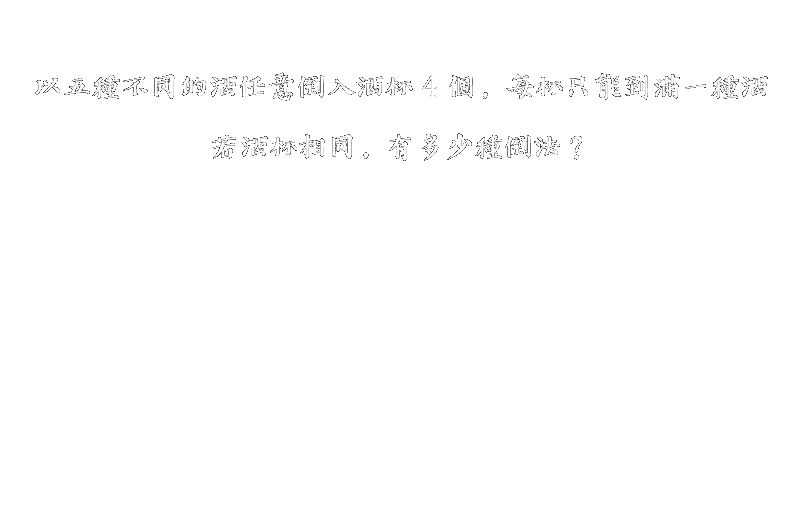 以五種不同的酒任意倒入酒杯 4 個，每杯只能到滿一種酒
若酒杯相同，有多少種倒法？